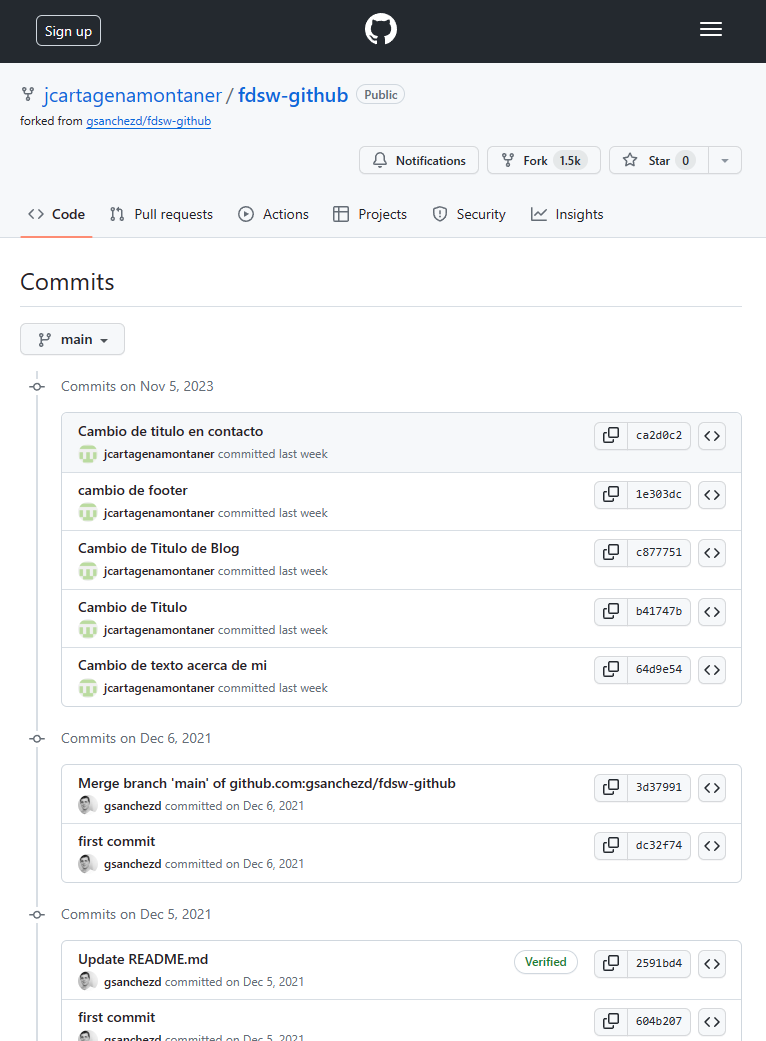 Sign up
jcartagenamontaner / fdsw-github Public
forked from gsanchezd/fdsw-github
Notifications Fork 1.5k Star 0
Code Pull requests Actions Projects Security Insights
Commits
main
Commits on Nov 5, 2023
Cambio de titulo en contacto
ca2d0c2
jcartagenamontaner committed last week
cambio de footer
1e303dc
jcartagenamontaner committed last week
Cambio de Titulo de Blog
c877751
jcartagenamontaner committed last week
Cambio de Titulo
b41747b
jcartagenamontaner committed last week
Cambio de texto acerca de mi
64d9e54
jcartagenamontaner committed last week
Commits on Dec 6, 2021
Merge branch 'main' of github.com:gsanchezd/fdsw-github
3d37991
gsanchezd committed on Dec 6, 2021
first commit
dc32f74
gsanchezd committed on Dec 6, 2021
Commits on Dec 5, 2021
Update README.md
Verified 2591bd4
gsanchezd committed on Dec 5, 2021
first commit
604b207
gsanchezd committed on Dec 5, 2021